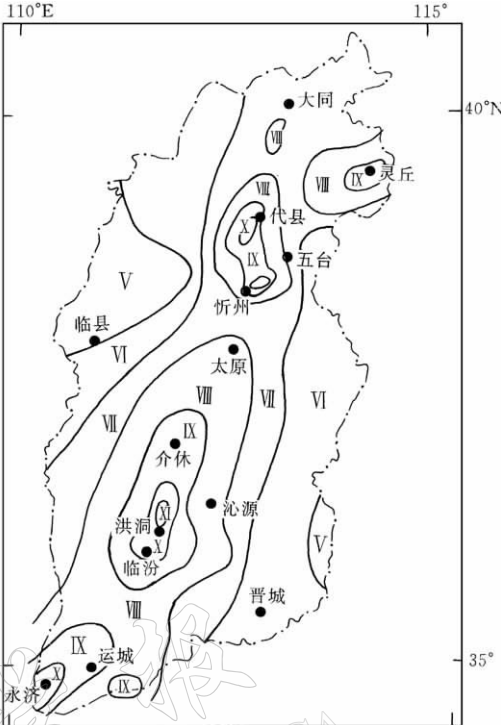 110°E 115°
大同
40°N
Ⅷ
灵丘
Ⅷ Ⅸ
Ⅷ
代县
Ⅹ
Ⅸ
五台
Ⅴ
忻州
临县
Ⅵ
太原
Ⅷ Ⅶ Ⅵ
Ⅶ
Ⅸ
介休
沁源
Ⅺ
洪洞
Ⅹ
Ⅴ
临汾
晋城
Ⅷ
Ⅸ
运城
35°
Ⅹ
永济
Ⅸ
报